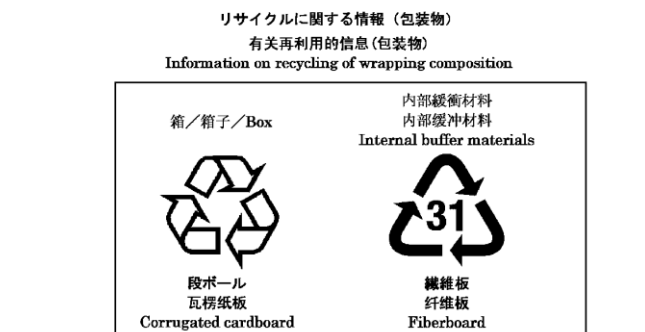 リサイクルに関する情報（包装物）
有关再利用的信息(包装物)
Information on recycling of wrapping composition
箱／箱子／Box
内部緩衝材料
内部缓冲材料
Internal buffer materials
31
段ボール
瓦楞纸板
Corrugated cardboard
繊維板
纤维板
Fiberboard